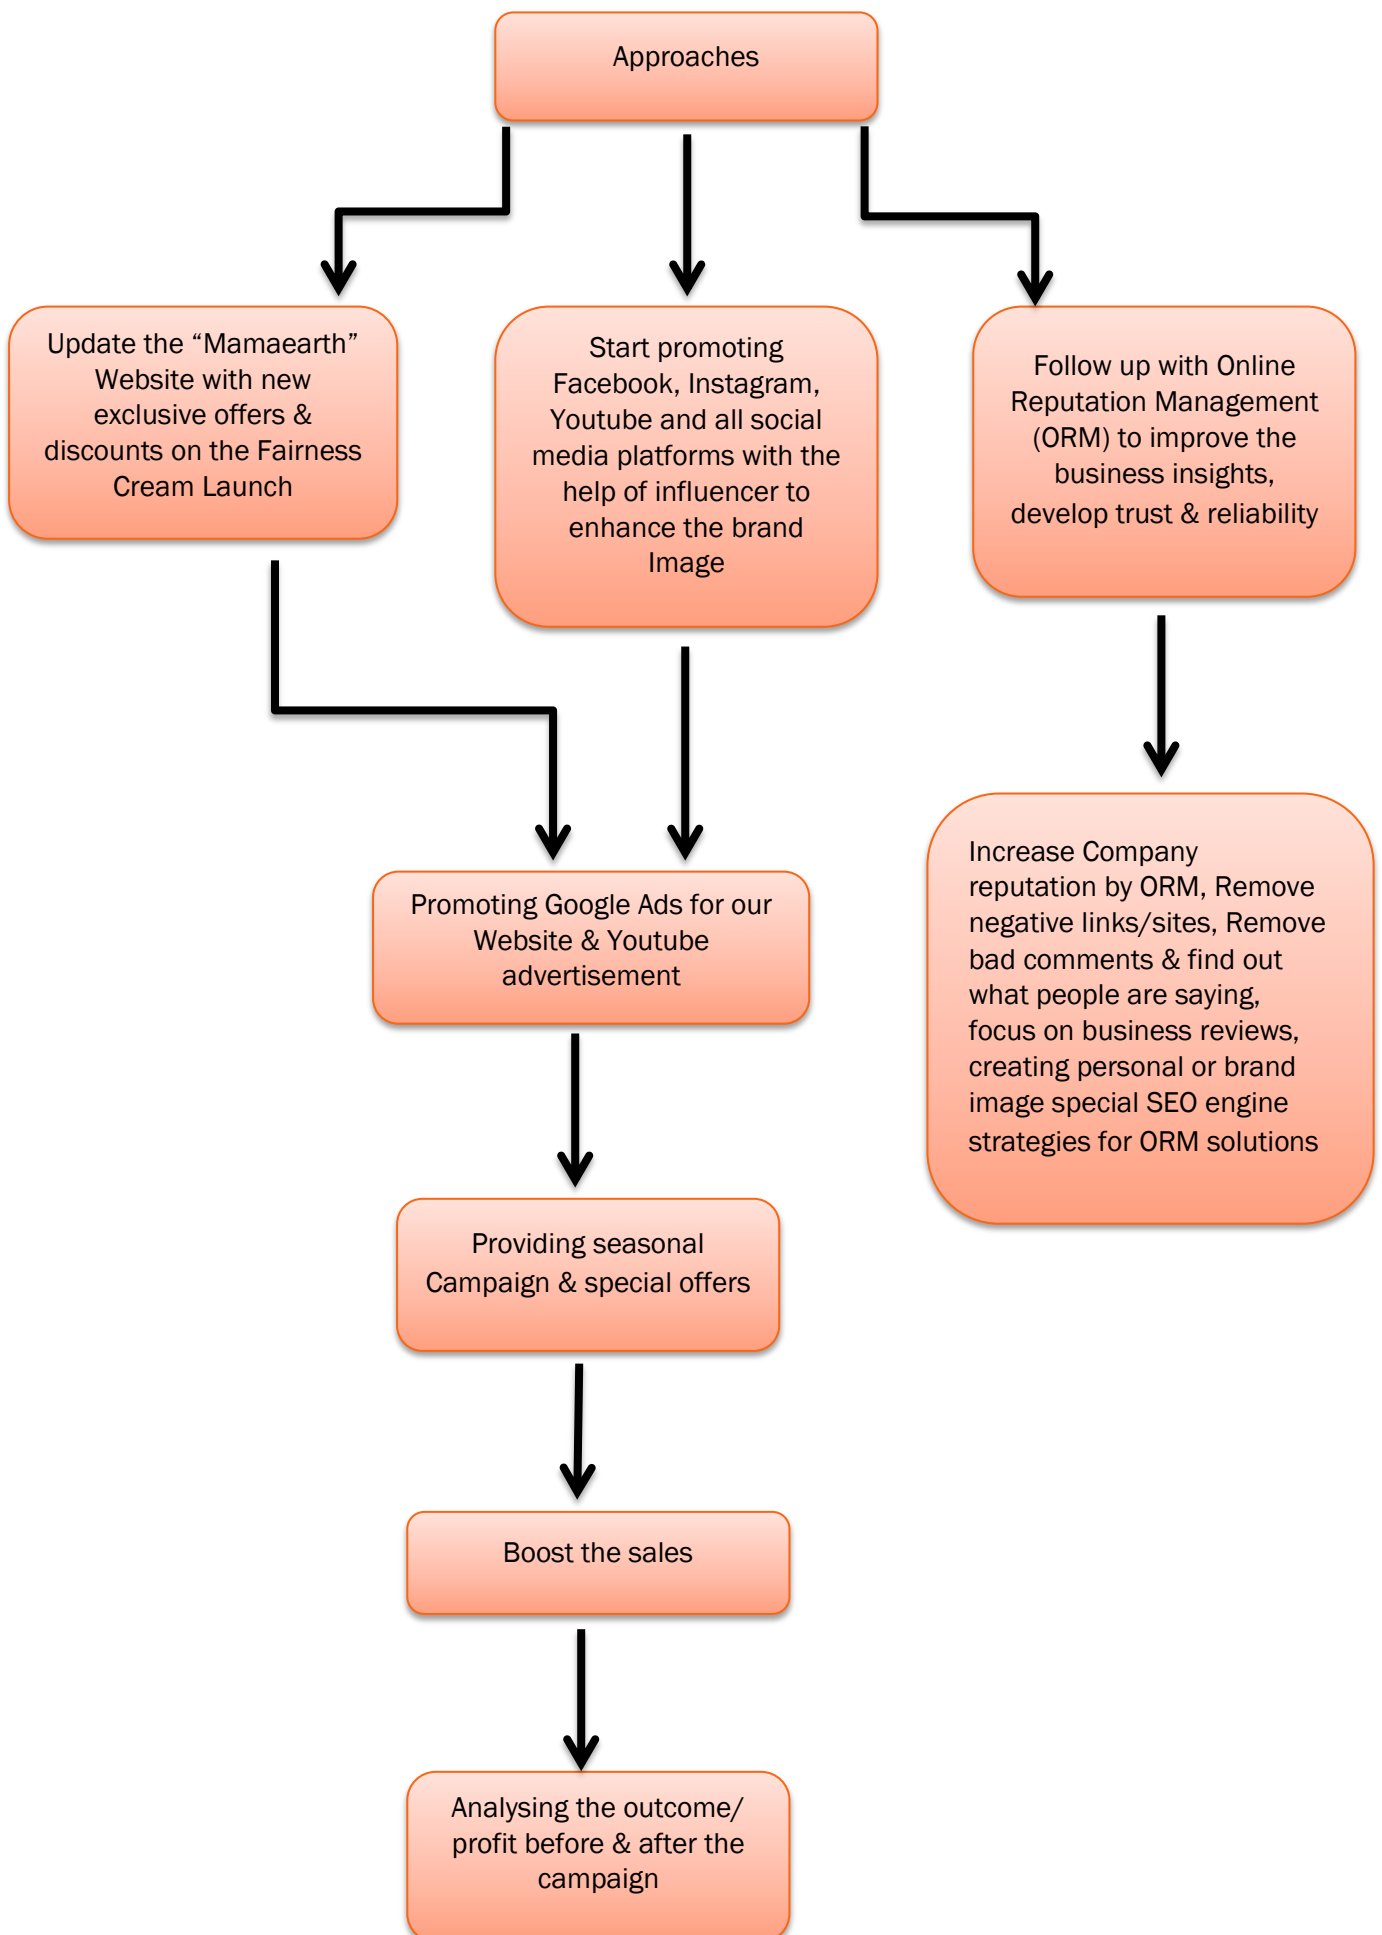 Approaches
Update the “Mamaearth”
Website with new
exclusive offers &
discounts on the Fairness
Cream Launch
Start promoting
Facebook, Instagram,
Youtube and all social
media platforms with the
help of influencer to
enhance the brand
Image
Follow up with Online
Reputation Management
(ORM) to improve the
business insights,
develop trust & reliability
Promoting Google Ads for our
Website & Youtube
advertisement
Increase Company
reputation by ORM, Remove
negative links/sites, Remove
bad comments & find out
what people are saying,
focus on business reviews,
creating personal or brand
image special SEO engine
strategies for ORM solutions
Providing seasonal
Campaign & special offers
Boost the sales
Analysing the outcome/
profit before & after the
campaign